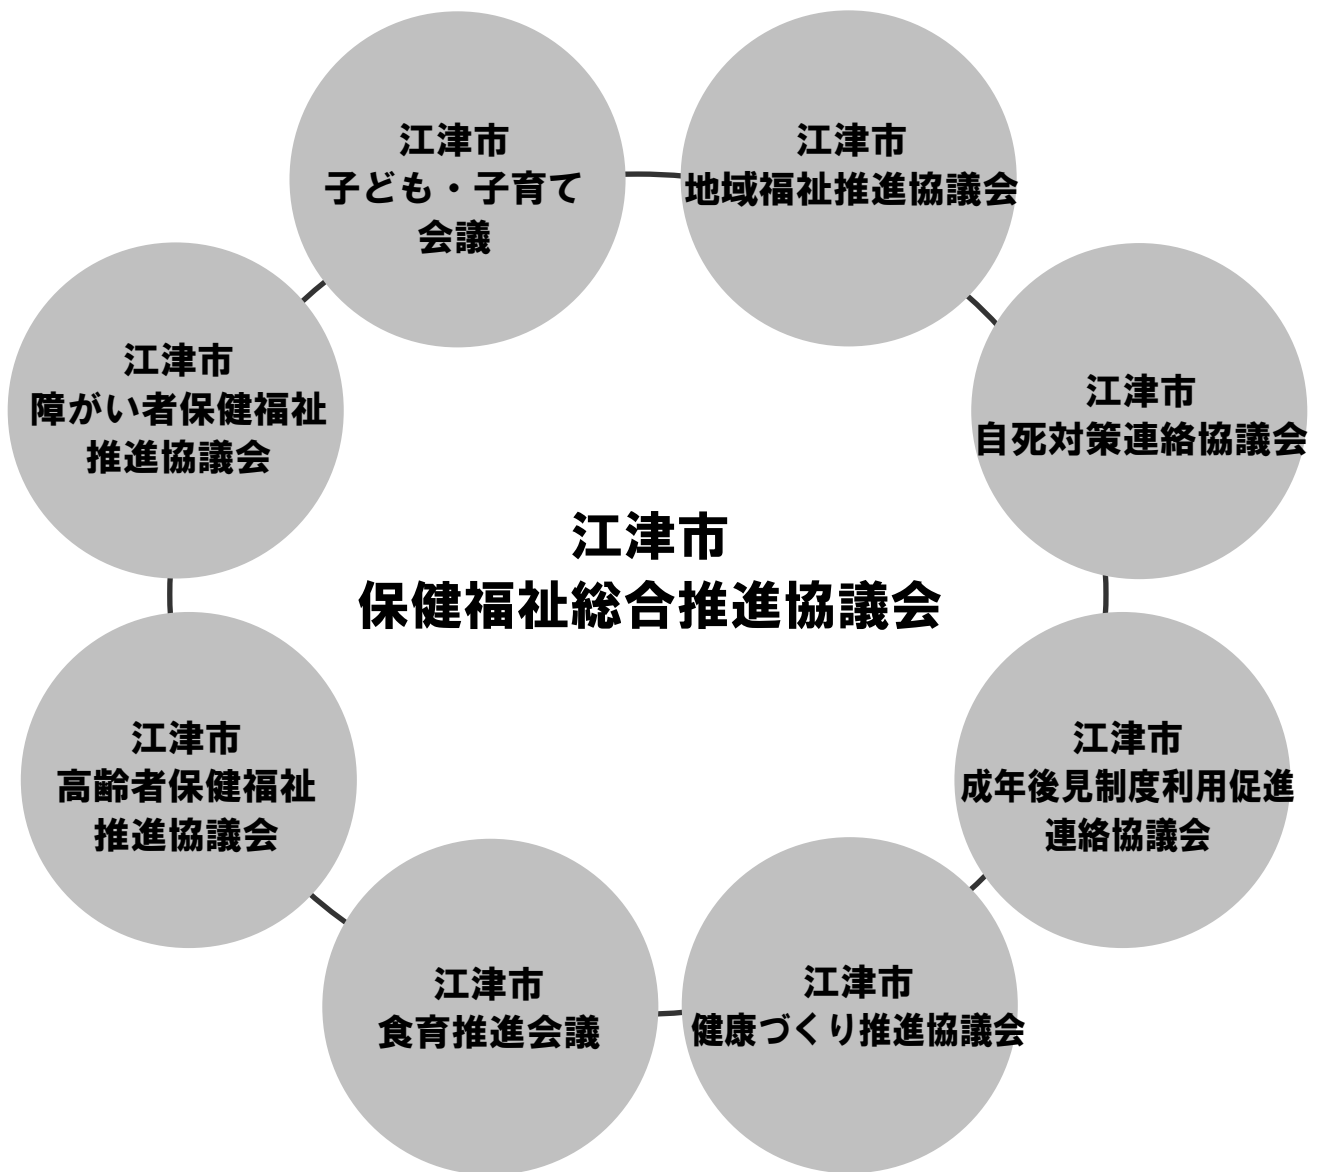 江津市
子ども・子育て
会議
江津市
地域福祉推進協議会
江津市
障がい者保健福祉
推進協議会
江津市
自死対策連絡協議会
江津市
保健福祉総合推進協議会
江津市
高齢者保健福祉
推進協議会
江津市
成年後見制度利用促進
連絡協議会
江津市
食育推進会議
江津市
健康づくり推進協議会